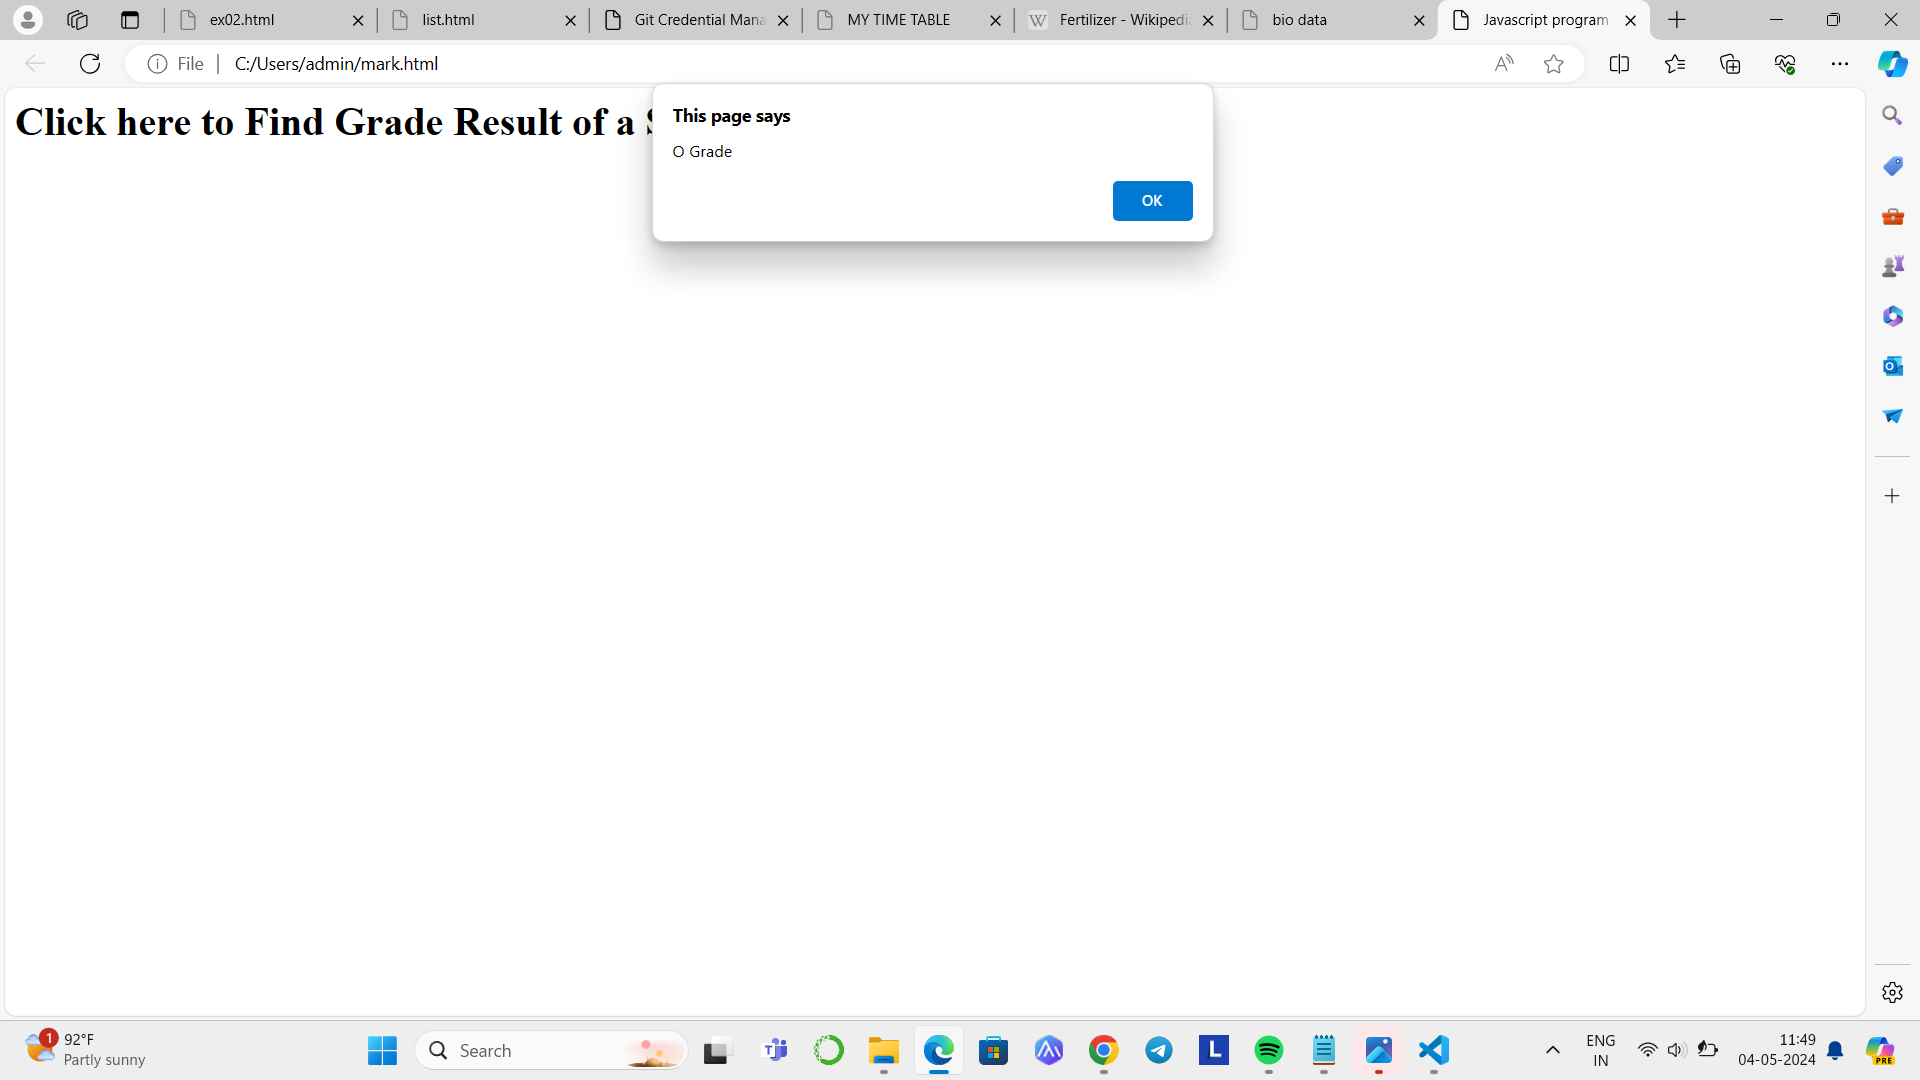 ex02.html
list.html
Git Credential Mana
MY TIME TABLE
Fertilizer - Wikipedi
bio data
Javascript program
File
C:/Users/admin/mark.html
Click here to Find Grade Result of a
This page says
O Grade
OK
1
92°F
Partly sunny
Search
L
ENG
IN
11:49
04-05-2024
PRE